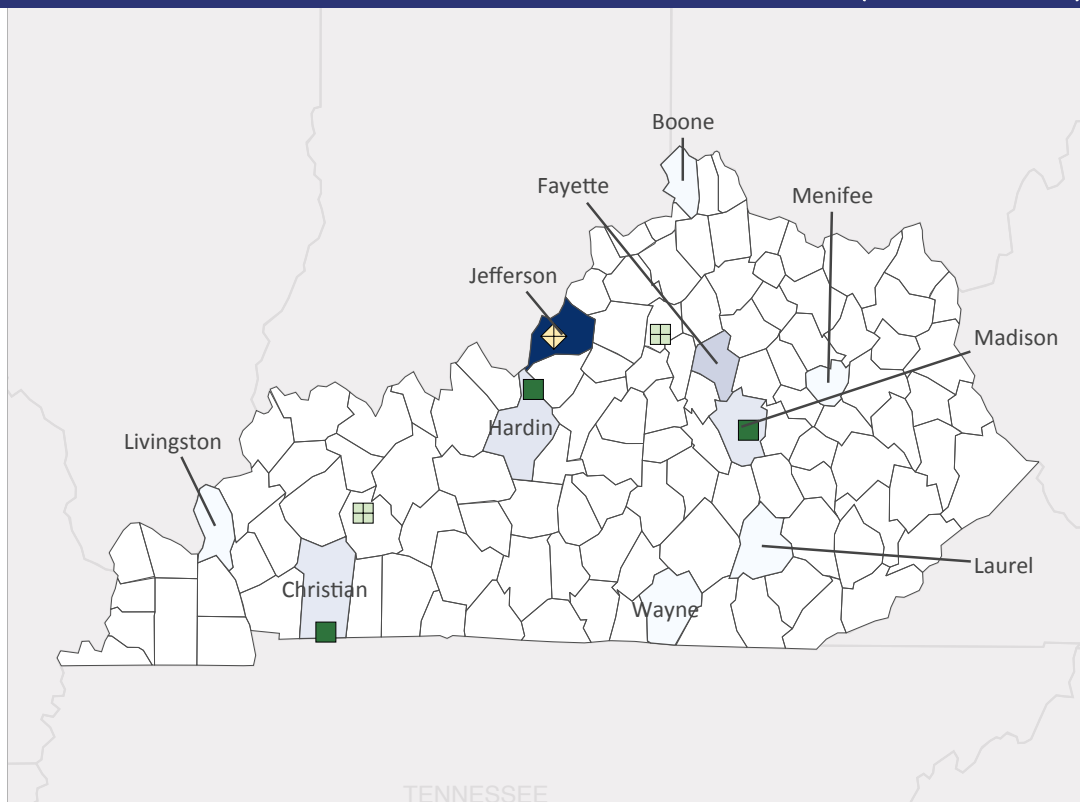 Boone
Fayette
Menifee
Jefferson
Madison
Hardin
Livingston
Laurel
Christian
Wayne
TENNESSEE